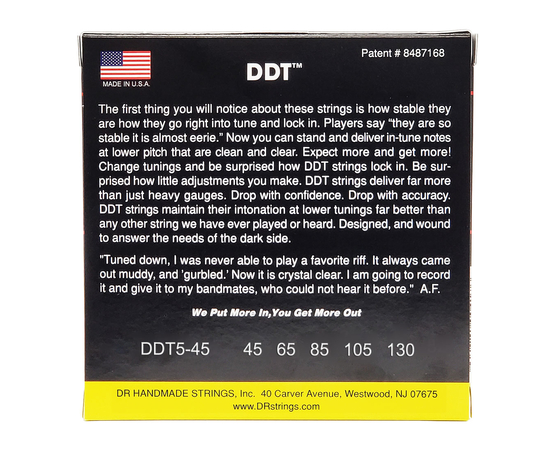 Patent # 8487168
MADE IN U.S.A.
DDT™
The first thing you will notice about these strings is how stable they
are how they go right into tune and lock in. Players say “they are so
stable it is almost eerie.” Now you can stand and deliver in-tune notes
at lower pitch that are clean and clear. Expect more and get more!
Change tunings and be surprised how DDT strings lock in. Be sur-
prised how little adjustments you make. DDT strings deliver far more
than just heavy gauges. Drop with confidence. Drop with accuracy.
DDT strings maintain their intonation at lower tunings far better than
any other string we have ever played or heard. Designed, and wound
to answer the needs of the dark side.
"Tuned down, I was never able to play a favorite riff. It always came
out muddy, and 'gurbled.' Now it is crystal clear. I am going to record
it and give it to my bandmates, who could not hear it before." A.F.
We Put More In,You Get More Out
DDT5-45 45 65 85 105 130
DR HANDMADE STRINGS, Inc. 40 Carver Avenue, Westwood, NJ 07675
www.DRstrings.com